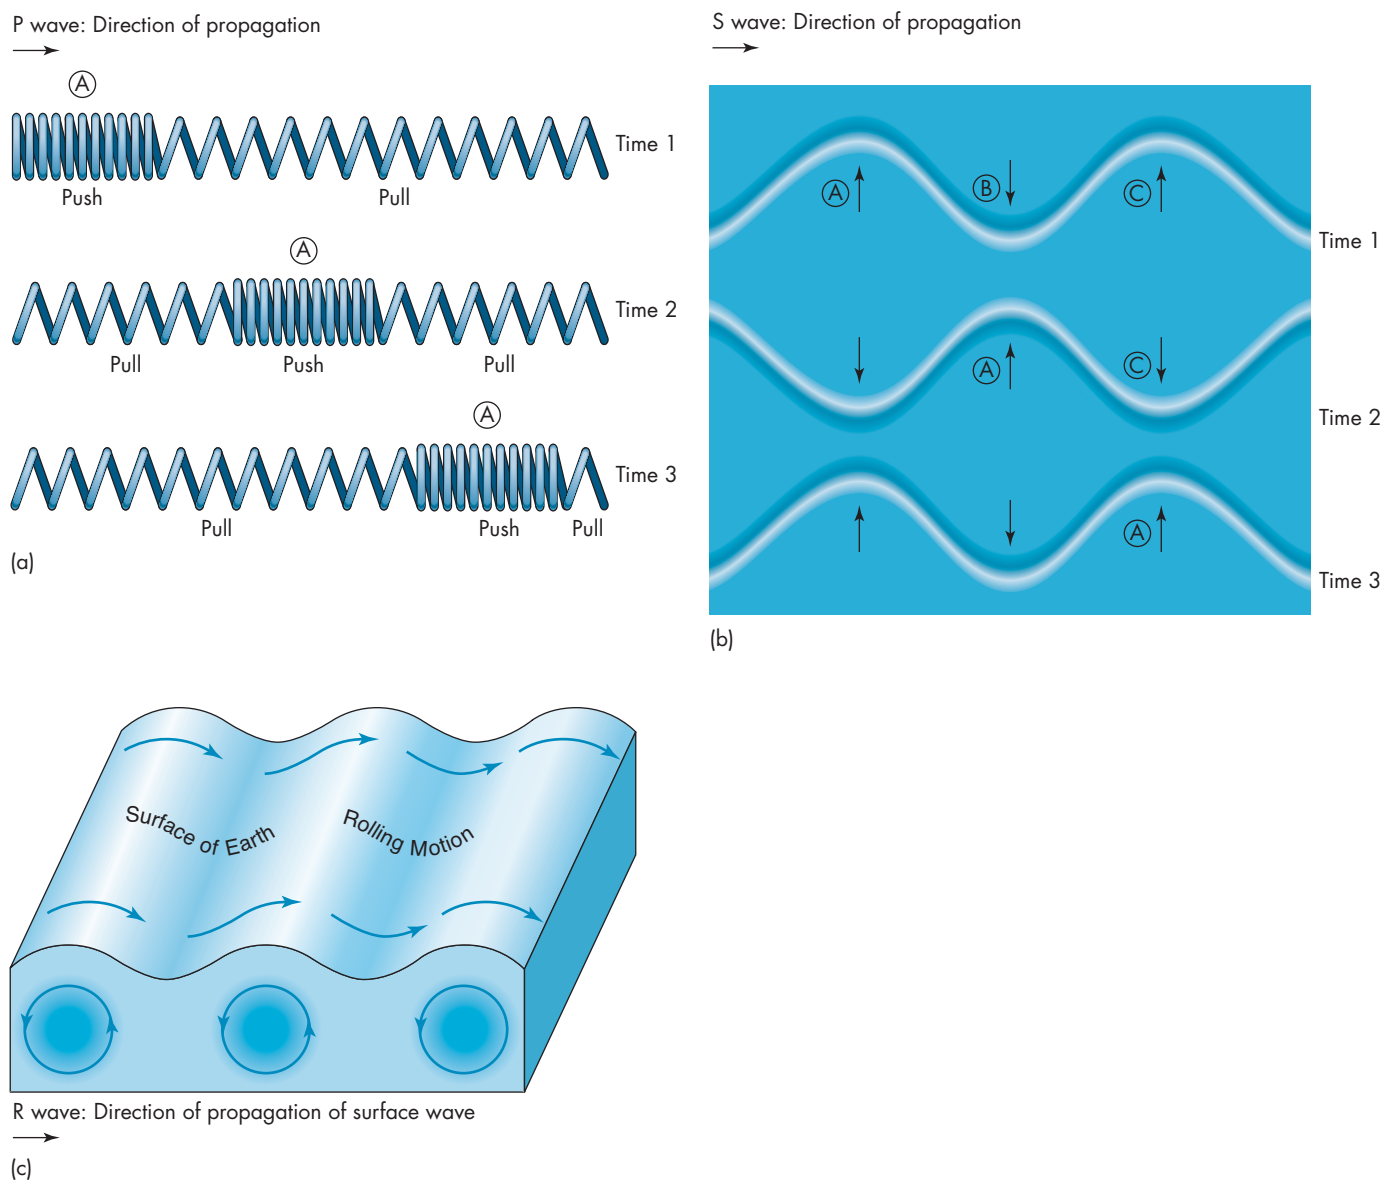 P wave: Direction of propagation
A
Time 1
Push Pull
A
Time 2
Pull Push Pull
A
Time 3
Pull Push Pull
(a)
S wave: Direction of propagation
A B C
Time 1
A C
Time 2
A
Time 3
(b)
Surface of Earth
Rolling Motion
R wave: Direction of propagation of surface wave
(c)